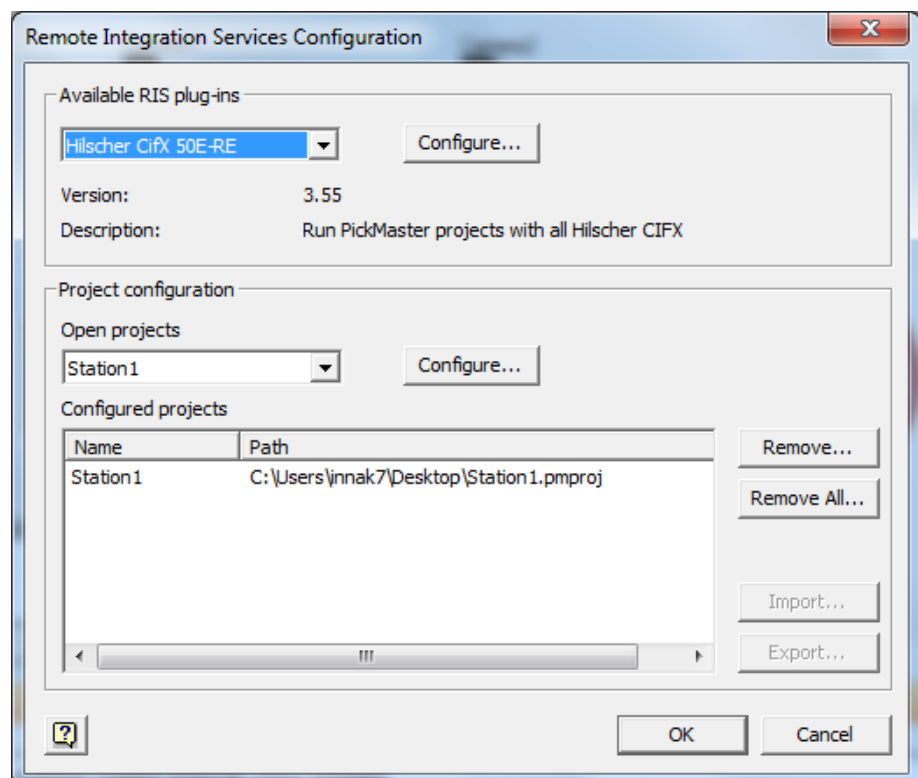 Remote Integration Services Configuration
Available RIS plug-ins
Hilscher CifX 50E-RE
Configure...
Version: 3.55
Description: Run PickMaster projects with all Hilscher CIFX
Project configuration
Open projects
Station1
Configure...
Configured projects
Name Path
Station1 C:\Users\innak7\Desktop\Station1.pmproj
Remove...
Remove All...
Import...
Export...
OK Cancel